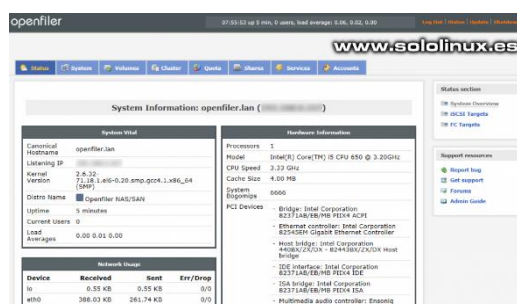 openfiler
07:55:52 up 5 min, 0 users, load average: 0.06, 0.02, 0.30
Log Out | Status | Update | Shutdown
www.sololinux.es
Status System Volumes Cluster Quota Shares Services Accounts
System Information: openfiler.lan (
)
System Vital
Canonical Hostname openfiler.lan
Listening IP
Kernel Version 2.6.32-71.18.1.el6-0.20.smp.gcc4.1.x86_64 (SMP)
Distro Name Openfiler NAS/SAN
Uptime 5 minutes
Current Users 0
Load Averages 0.00 0.01 0.00
Network Usage
Device Received Sent Err/Drop
lo 0.55 KB 0.55 KB 0/0
eth0 388.03 KB 261.74 KB 0/0
Hardware Information
Processors 1
Model Intel(R) Core(TM) i5 CPU 650 @ 3.20GHz
CPU Speed 3.33 GHz
Cache Size 4.00 MB
System Bogomips 6666
PCI Devices
- Bridge: Intel Corporation 82371AB/EB/MB PIIX4 ACPI
- Ethernet controller: Intel Corporation 82545EM Gigabit Ethernet Controller
- Host bridge: Intel Corporation 440BX/ZX/DX - 82443BX/ZX/DX Host bridge
- IDE interface: Intel Corporation 82371AB/EB/MB PIIX4 IDE
- ISA bridge: Intel Corporation 82371AB/EB/MB PIIX4 ISA
- Multimedia audio controller: Ensoniq
Status section
System Overview
iSCSI Targets
FC Targets
Support resources
Report bug
Get support
Forums
Admin Guide